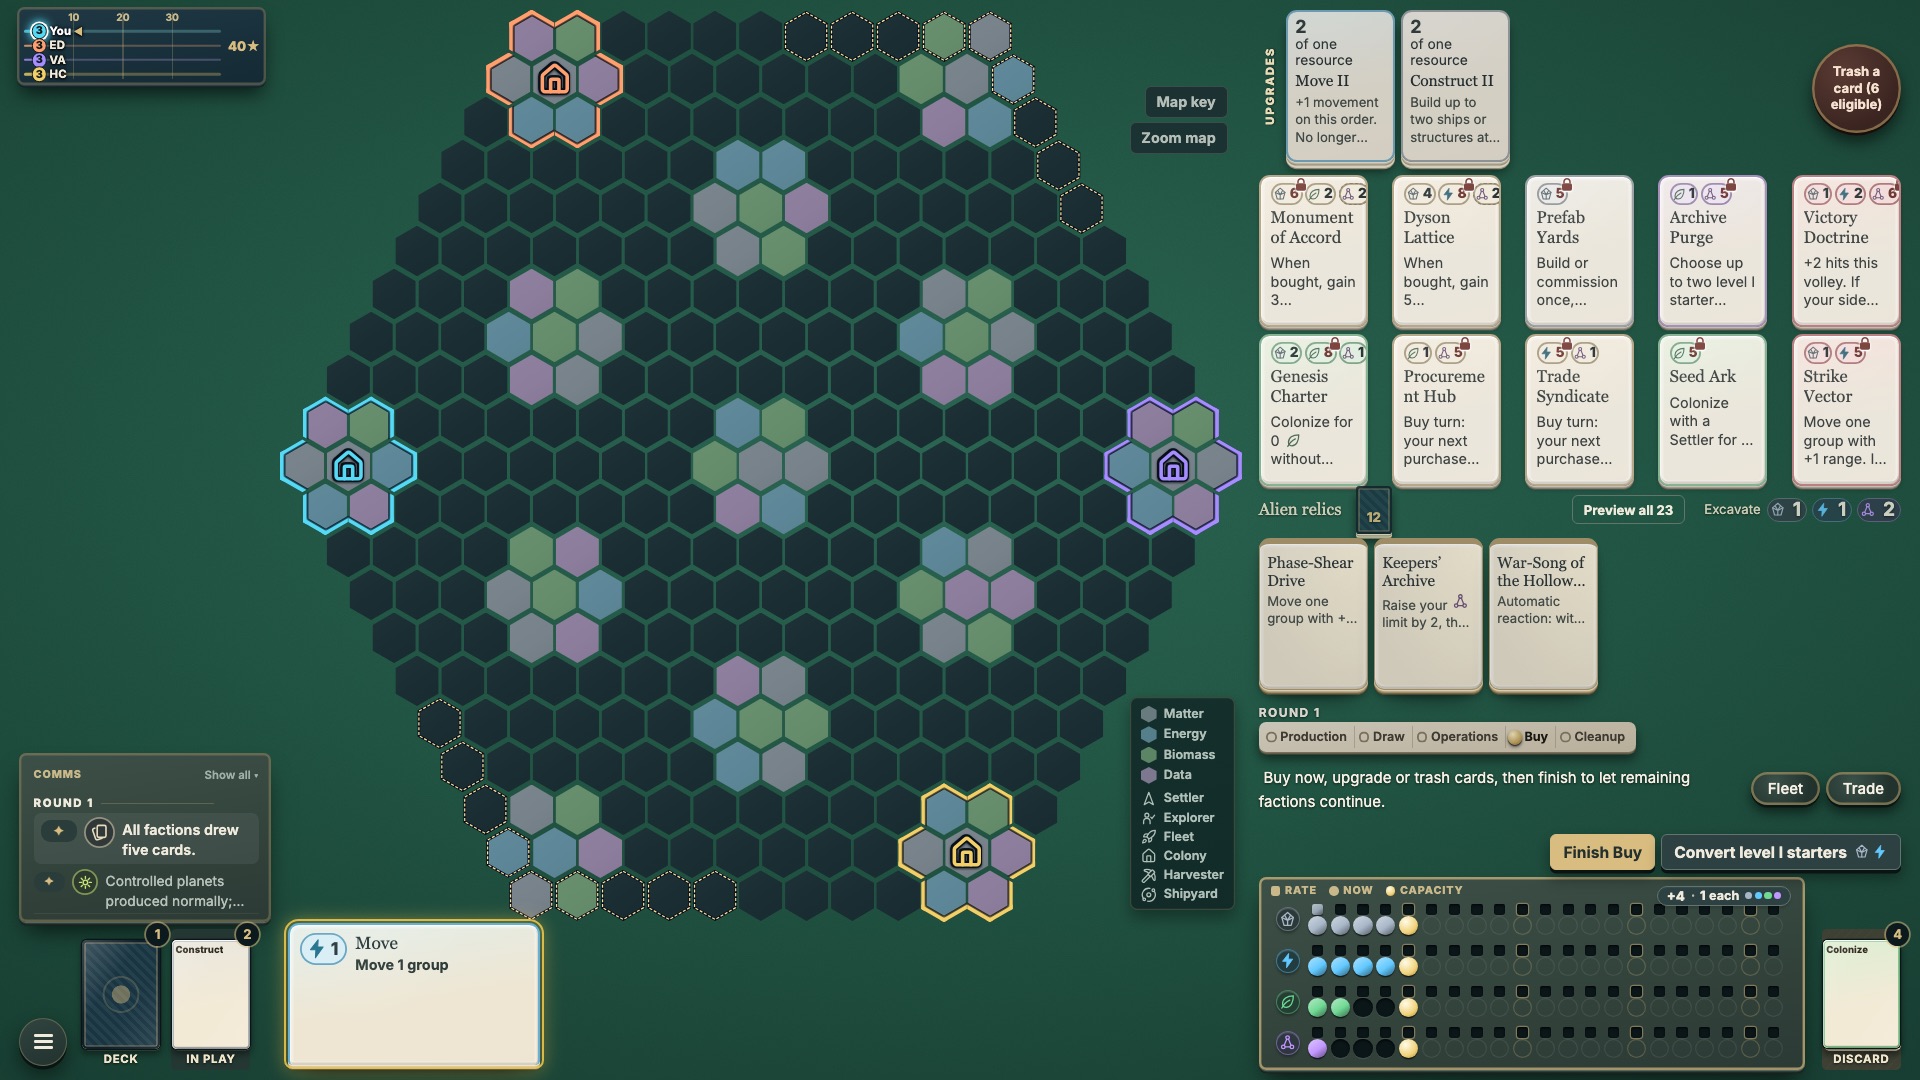 10 20 30
3 You
3 ED
3 VA
3 HC
40★
Map key
Zoom map
UPGRADES
2
of one
resource
Move II
+1 movement
on this order.
No longer...
2
of one
resource
Construct II
Build up to
two ships or
structures at...
Trash a
card (6
eligible)
6 2 2
Monument
of Accord
When
bought, gain
3...
4 8 2
Dyson
Lattice
When
bought, gain
5...
5
Prefab
Yards
Build or
commission
once,...
1 5
Archive
Purge
Choose up
to two level I
starter...
1 2 6
Victory
Doctrine
+2 hits this
volley. If
your side...
2 8 1
Genesis
Charter
Colonize for
0
without...
1 5
Procureme
nt Hub
Buy turn:
your next
purchase...
5 1
Trade
Syndicate
Buy turn:
your next
purchase...
5
Seed Ark
Colonize
with a
Settler for ...
1 5
Strike
Vector
Move one
group with
+1 range. I...
Alien relics
12
Preview all 23
Excavate 1 1 2
Phase-Shear
Drive
Move one
group with +...
Keepers’
Archive
Raise your
limit by 2, th...
War-Song of
the Hollow...
Automatic
reaction: wit...
Matter
Energy
Biomass
Data
Settler
Explorer
Fleet
Colony
Harvester
Shipyard
ROUND 1
Production Draw Operations Buy Cleanup
Buy now, upgrade or trash cards, then finish to let remaining
factions continue.
Fleet
Trade
Finish Buy
Convert level I starters
RATE NOW CAPACITY
+4 · 1 each
COMMS
Show all
ROUND 1
All factions drew
five cards.
Controlled planets
produced normally;...
1
DECK
2
Construct
IN PLAY
1
Move
Move 1 group
4
Colonize
DISCARD